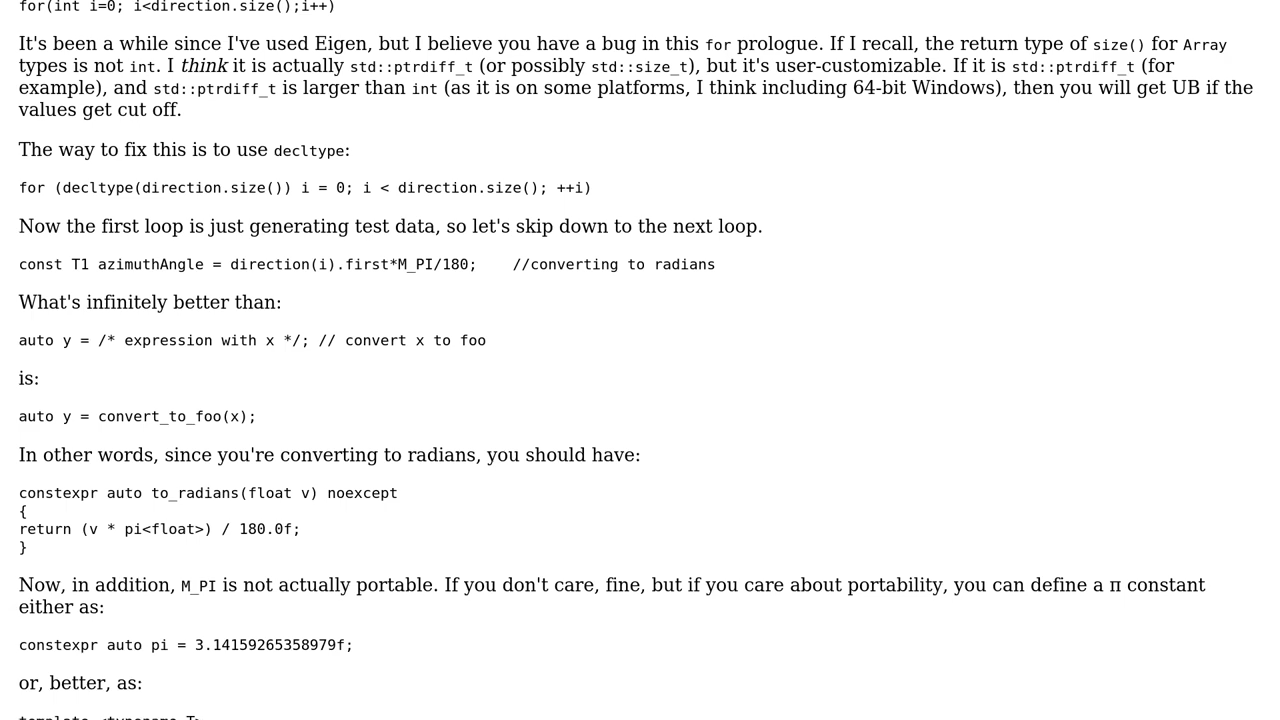 for(int i=0; i<direction.size();i++)
It's been a while since I've used Eigen, but I believe you have a bug in this for prologue. If I recall, the return type of size() for Array
types is not int. I think it is actually std::ptrdiff_t (or possibly std::size_t), but it's user-customizable. If it is std::ptrdiff_t (for
example), and std::ptrdiff_t is larger than int (as it is on some platforms, I think including 64-bit Windows), then you will get UB if the
values get cut off.
The way to fix this is to use decltype:
for (decltype(direction.size()) i = 0; i < direction.size(); ++i)
Now the first loop is just generating test data, so let's skip down to the next loop.
const T1 azimuthAngle = direction(i).first*M_PI/180;    //converting to radians
What's infinitely better than:
auto y = /* expression with x */; // convert x to foo
is:
auto y = convert_to_foo(x);
In other words, since you're converting to radians, you should have:
constexpr auto to_radians(float v) noexcept
{
return (v * pi<float>) / 180.0f;
}
Now, in addition, M_PI is not actually portable. If you don't care, fine, but if you care about portability, you can define a π constant
either as:
constexpr auto pi = 3.14159265358979f;
or, better, as:
template <typename T>